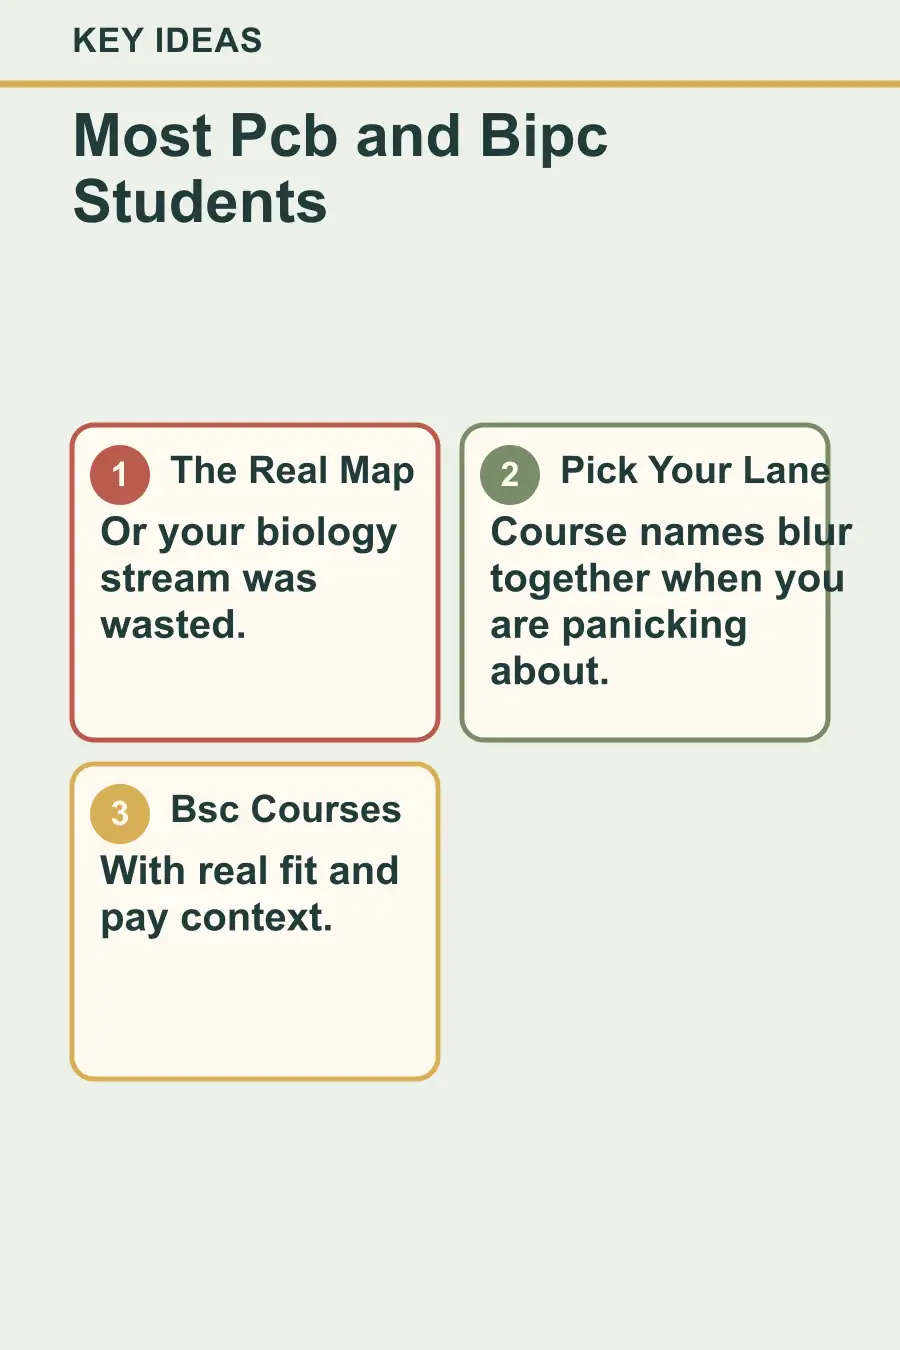 KEY IDEAS
Most Pcb and Bipc
Students
1 The Real Map
Or your biology
stream was
wasted.
2 Pick Your Lane
Course names blur
together when you
are panicking
about.
3 Bsc Courses
With real fit and
pay context.